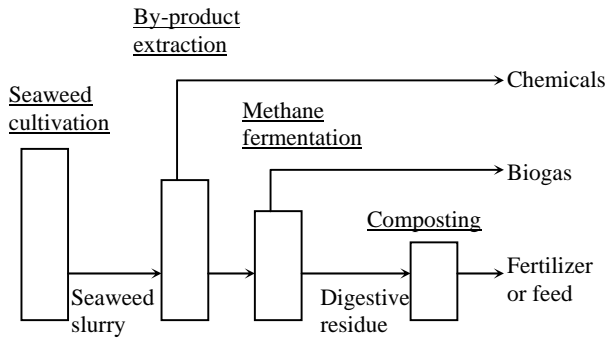 By-product
extraction
Chemicals
Seaweed
cultivation
Methane
fermentation
Biogas
Composting
Seaweed
slurry
Digestive
residue
Fertilizer
or feed